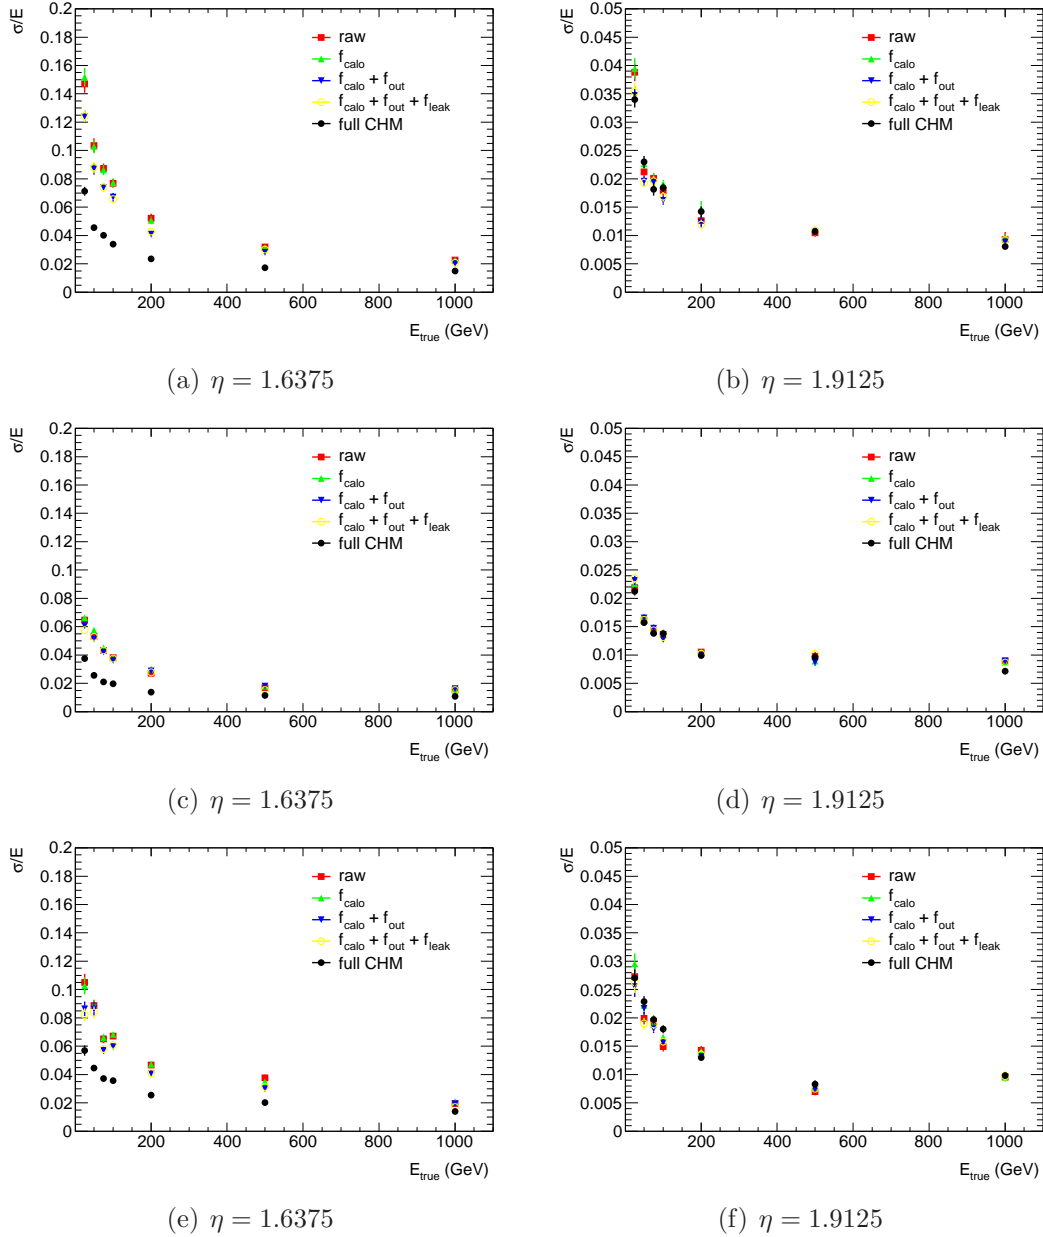 σ/E
0.2
0.18
0.16
0.14
0.12
0.1
0.08
0.06
0.04
0.02
0
raw
f_calo
f_calo + f_out
f_calo + f_out + f_leak
full CHM
200 400 600 800 1000
E_true (GeV)
(a) η = 1.6375
σ/E
0.05
0.045
0.04
0.035
0.03
0.025
0.02
0.015
0.01
0.005
0
raw
f_calo
f_calo + f_out
f_calo + f_out + f_leak
full CHM
200 400 600 800 1000
E_true (GeV)
(b) η = 1.9125
σ/E
0.2
0.18
0.16
0.14
0.12
0.1
0.08
0.06
0.04
0.02
0
raw
f_calo
f_calo + f_out
f_calo + f_out + f_leak
full CHM
200 400 600 800 1000
E_true (GeV)
(c) η = 1.6375
σ/E
0.05
0.045
0.04
0.035
0.03
0.025
0.02
0.015
0.01
0.005
0
raw
f_calo
f_calo + f_out
f_calo + f_out + f_leak
full CHM
200 400 600 800 1000
E_true (GeV)
(d) η = 1.9125
σ/E
0.2
0.18
0.16
0.14
0.12
0.1
0.08
0.06
0.04
0.02
0
raw
f_calo
f_calo + f_out
f_calo + f_out + f_leak
full CHM
200 400 600 800 1000
E_true (GeV)
(e) η = 1.6375
σ/E
0.05
0.045
0.04
0.035
0.03
0.025
0.02
0.015
0.01
0.005
0
raw
f_calo
f_calo + f_out
f_calo + f_out + f_leak
full CHM
200 400 600 800 1000
E_true (GeV)
(f) η = 1.9125